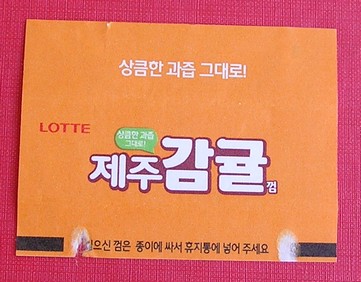 상큼한 과즙 그대로!
LOTTE
상큼한 과즙
그대로!
제주감귤껌
껌은 종이에 싸서 휴지통에 넣어 주세요